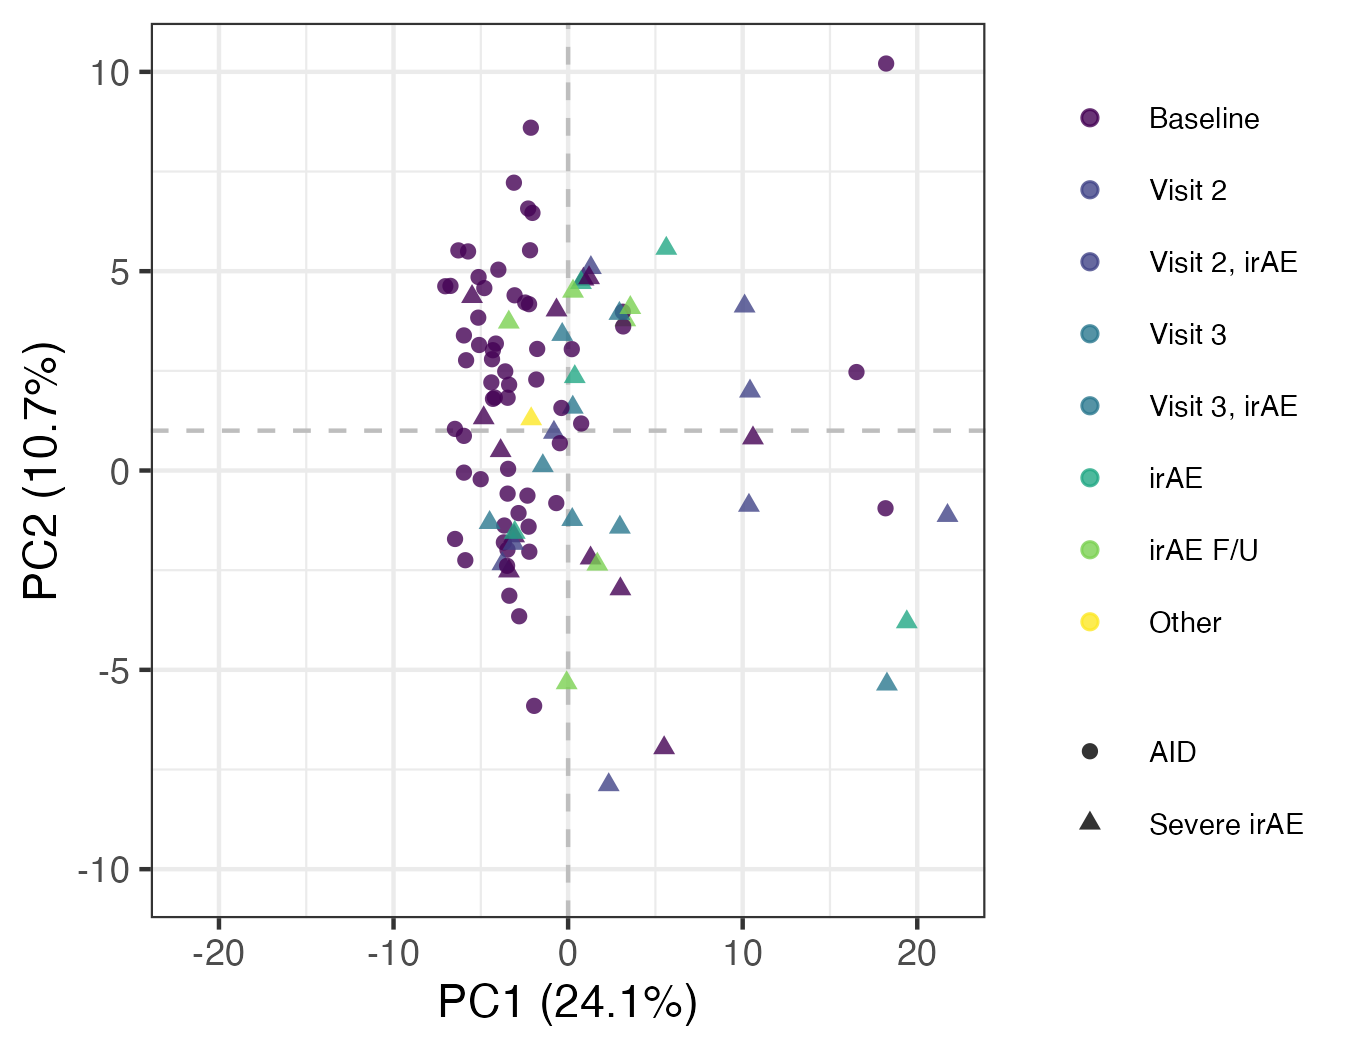 10
5
0
-5
-10
PC2 (10.7%)
-20
-10
0
10
20
PC1 (24.1%)
Baseline
Visit 2
Visit 2, irAE
Visit 3
Visit 3, irAE
irAE
irAE F/U
Other
AID
Severe irAE